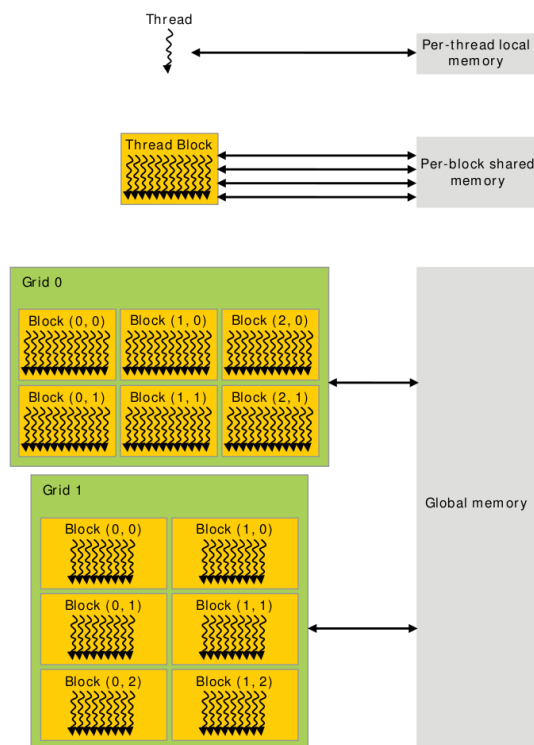 Thread
Per-thread local
memory
Thread Block
Per-block shared
memory
Grid 0
Block (0, 0) Block (1, 0) Block (2, 0)
Block (0, 1) Block (1, 1) Block (2, 1)
Grid 1
Block (0, 0) Block (1, 0)
Block (0, 1) Block (1, 1)
Block (0, 2) Block (1, 2)
Global memory